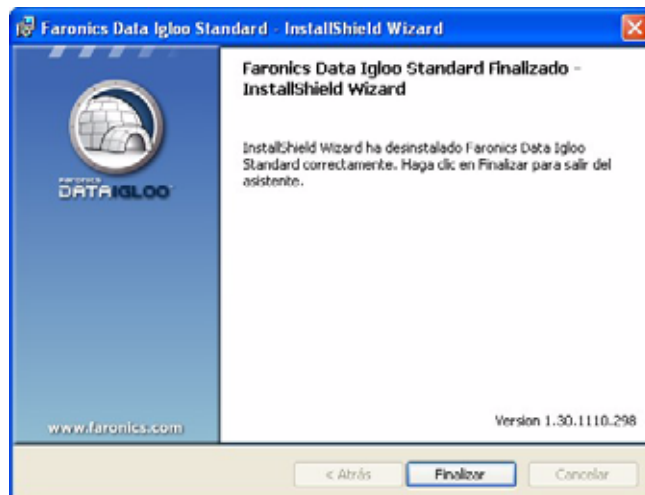 Faronics Data Igloo Standard - InstallShield Wizard
Faronics Data Igloo Standard Finalizado -
InstallShield Wizard
InstallShield Wizard ha desinstalado Faronics Data Igloo
Standard correctamente. Haga clic en Finalizar para salir del
asistente.
FARONICS
DATAIGLOO
www.faronics.com
Version 1.30.1110.298
< Atrás
Finalizar
Cancelar